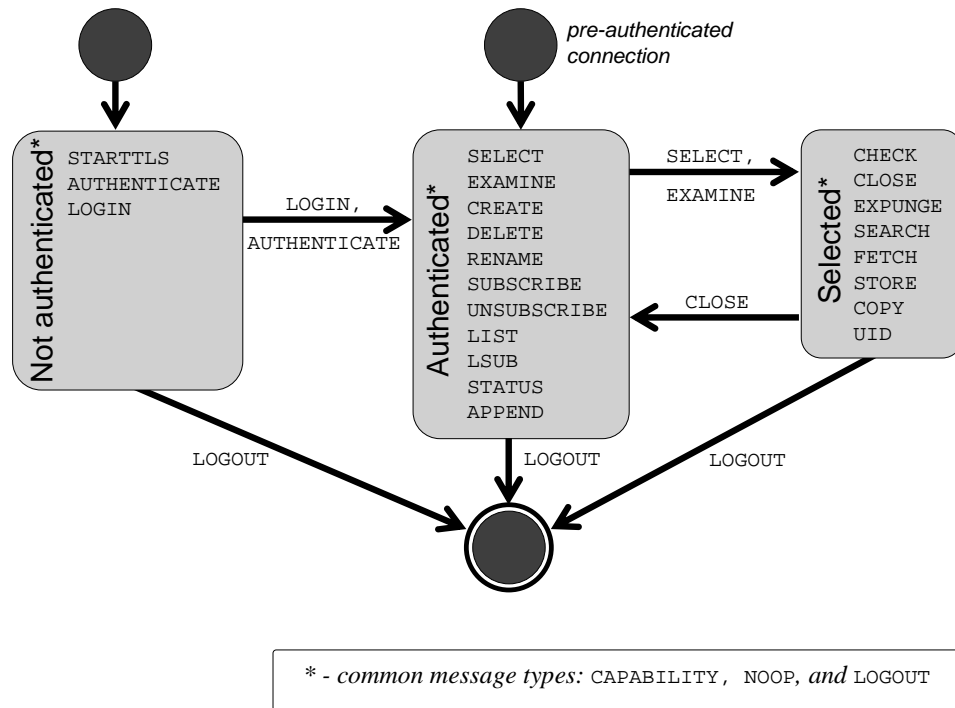 pre-authenticated
connection
Not authenticated*
STARTTLS
AUTHENTICATE
LOGIN
LOGIN,
AUTHENTICATE
Authenticated*
SELECT
EXAMINE
CREATE
DELETE
RENAME
SUBSCRIBE
UNSUBSCRIBE
LIST
LSUB
STATUS
APPEND
SELECT,
EXAMINE
CLOSE
Selected*
CHECK
CLOSE
EXPUNGE
SEARCH
FETCH
STORE
COPY
UID
LOGOUT
LOGOUT
LOGOUT
* - common message types: CAPABILITY, NOOP, and LOGOUT